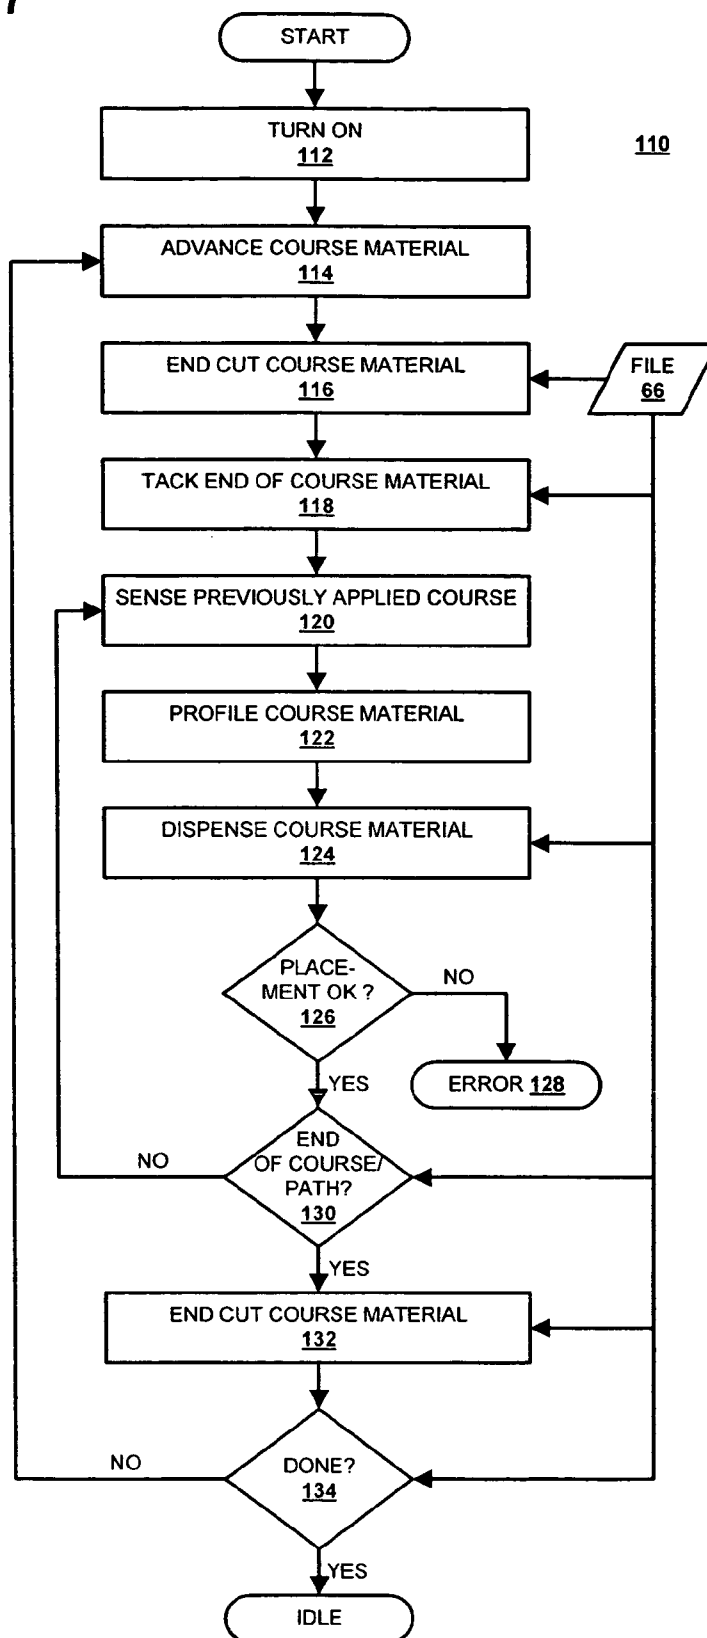 START
TURN ON
112
110
ADVANCE COURSE MATERIAL
114
END CUT COURSE MATERIAL
116
FILE
66
TACK END OF COURSE MATERIAL
118
SENSE PREVIOUSLY APPLIED COURSE
120
PROFILE COURSE MATERIAL
122
DISPENSE COURSE MATERIAL
124
PLACE-
MENT OK ?
126
NO
ERROR 128
YES
END
OF COURSE/
PATH?
130
NO
YES
END CUT COURSE MATERIAL
132
DONE?
134
NO
YES
IDLE